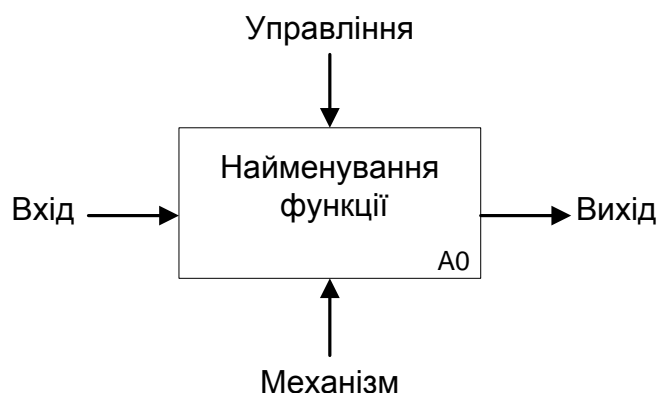 Управління
Найменування
функції
Вхід
Вихід
A0
Механізм